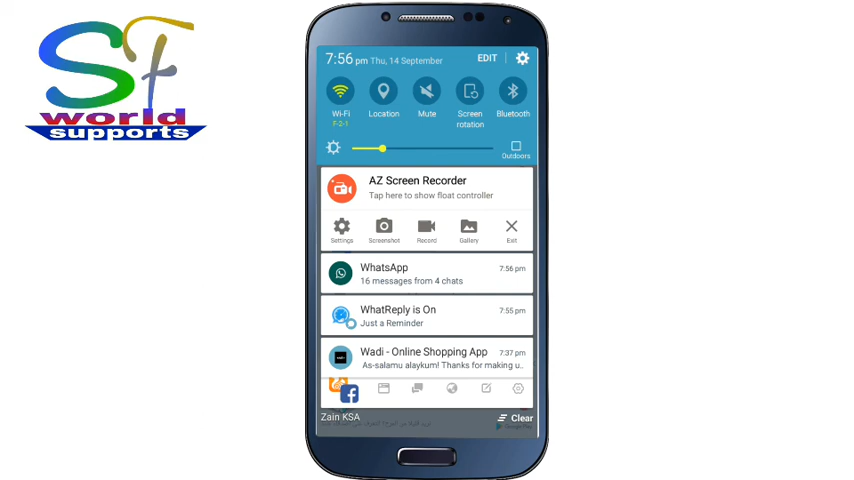 SF
world
supports
7:56 pm Thu, 14 September
EDIT
Wi-Fi
F-2-1
Location
Mute
Screen
rotation
Bluetooth
Outdoors
AZ Screen Recorder
Tap here to show float controller
Settings
Screenshot
Record
Gallery
Exit
WhatsApp
7:56 pm
16 messages from 4 chats
WhatReply is On
7:55 pm
Just a Reminder
Wadi - Online Shopping App
7:37 pm
As-salamu alaykum! Thanks for making u..
Zain KSA
Clear
Google Play